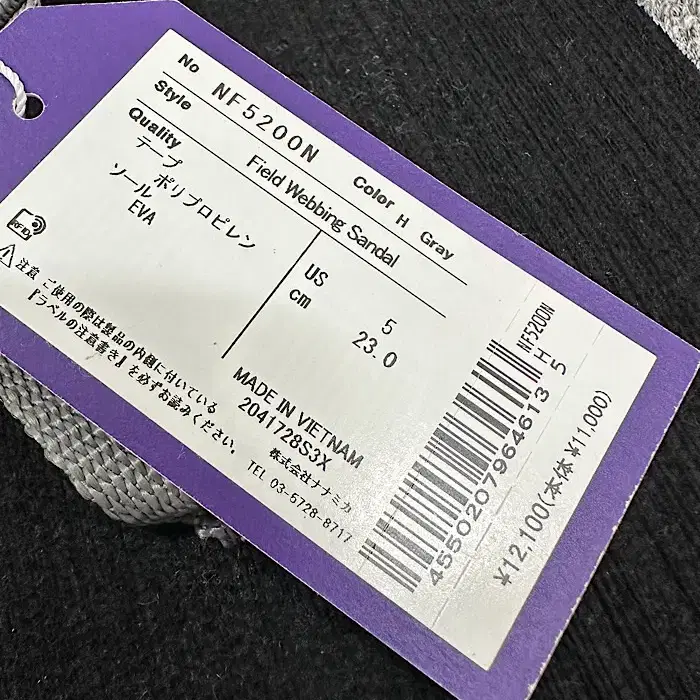 No NF5200N Color H Gray
Style Field Webbing Sandal
Quality
テープ ポリプロピレン
ソール
EVA
US 5
cm 23.0
RFID
注意 ご使用の際は製品の内側に付いている
『ラベルの注意書き』を必ずお読みください。
MADE IN VIETNAM
2041728S3X
株式会社ナナミカ
TEL 03-6728-8717
NF5200N
H 5
4550207964613
¥12,100(本体 ¥11,000)